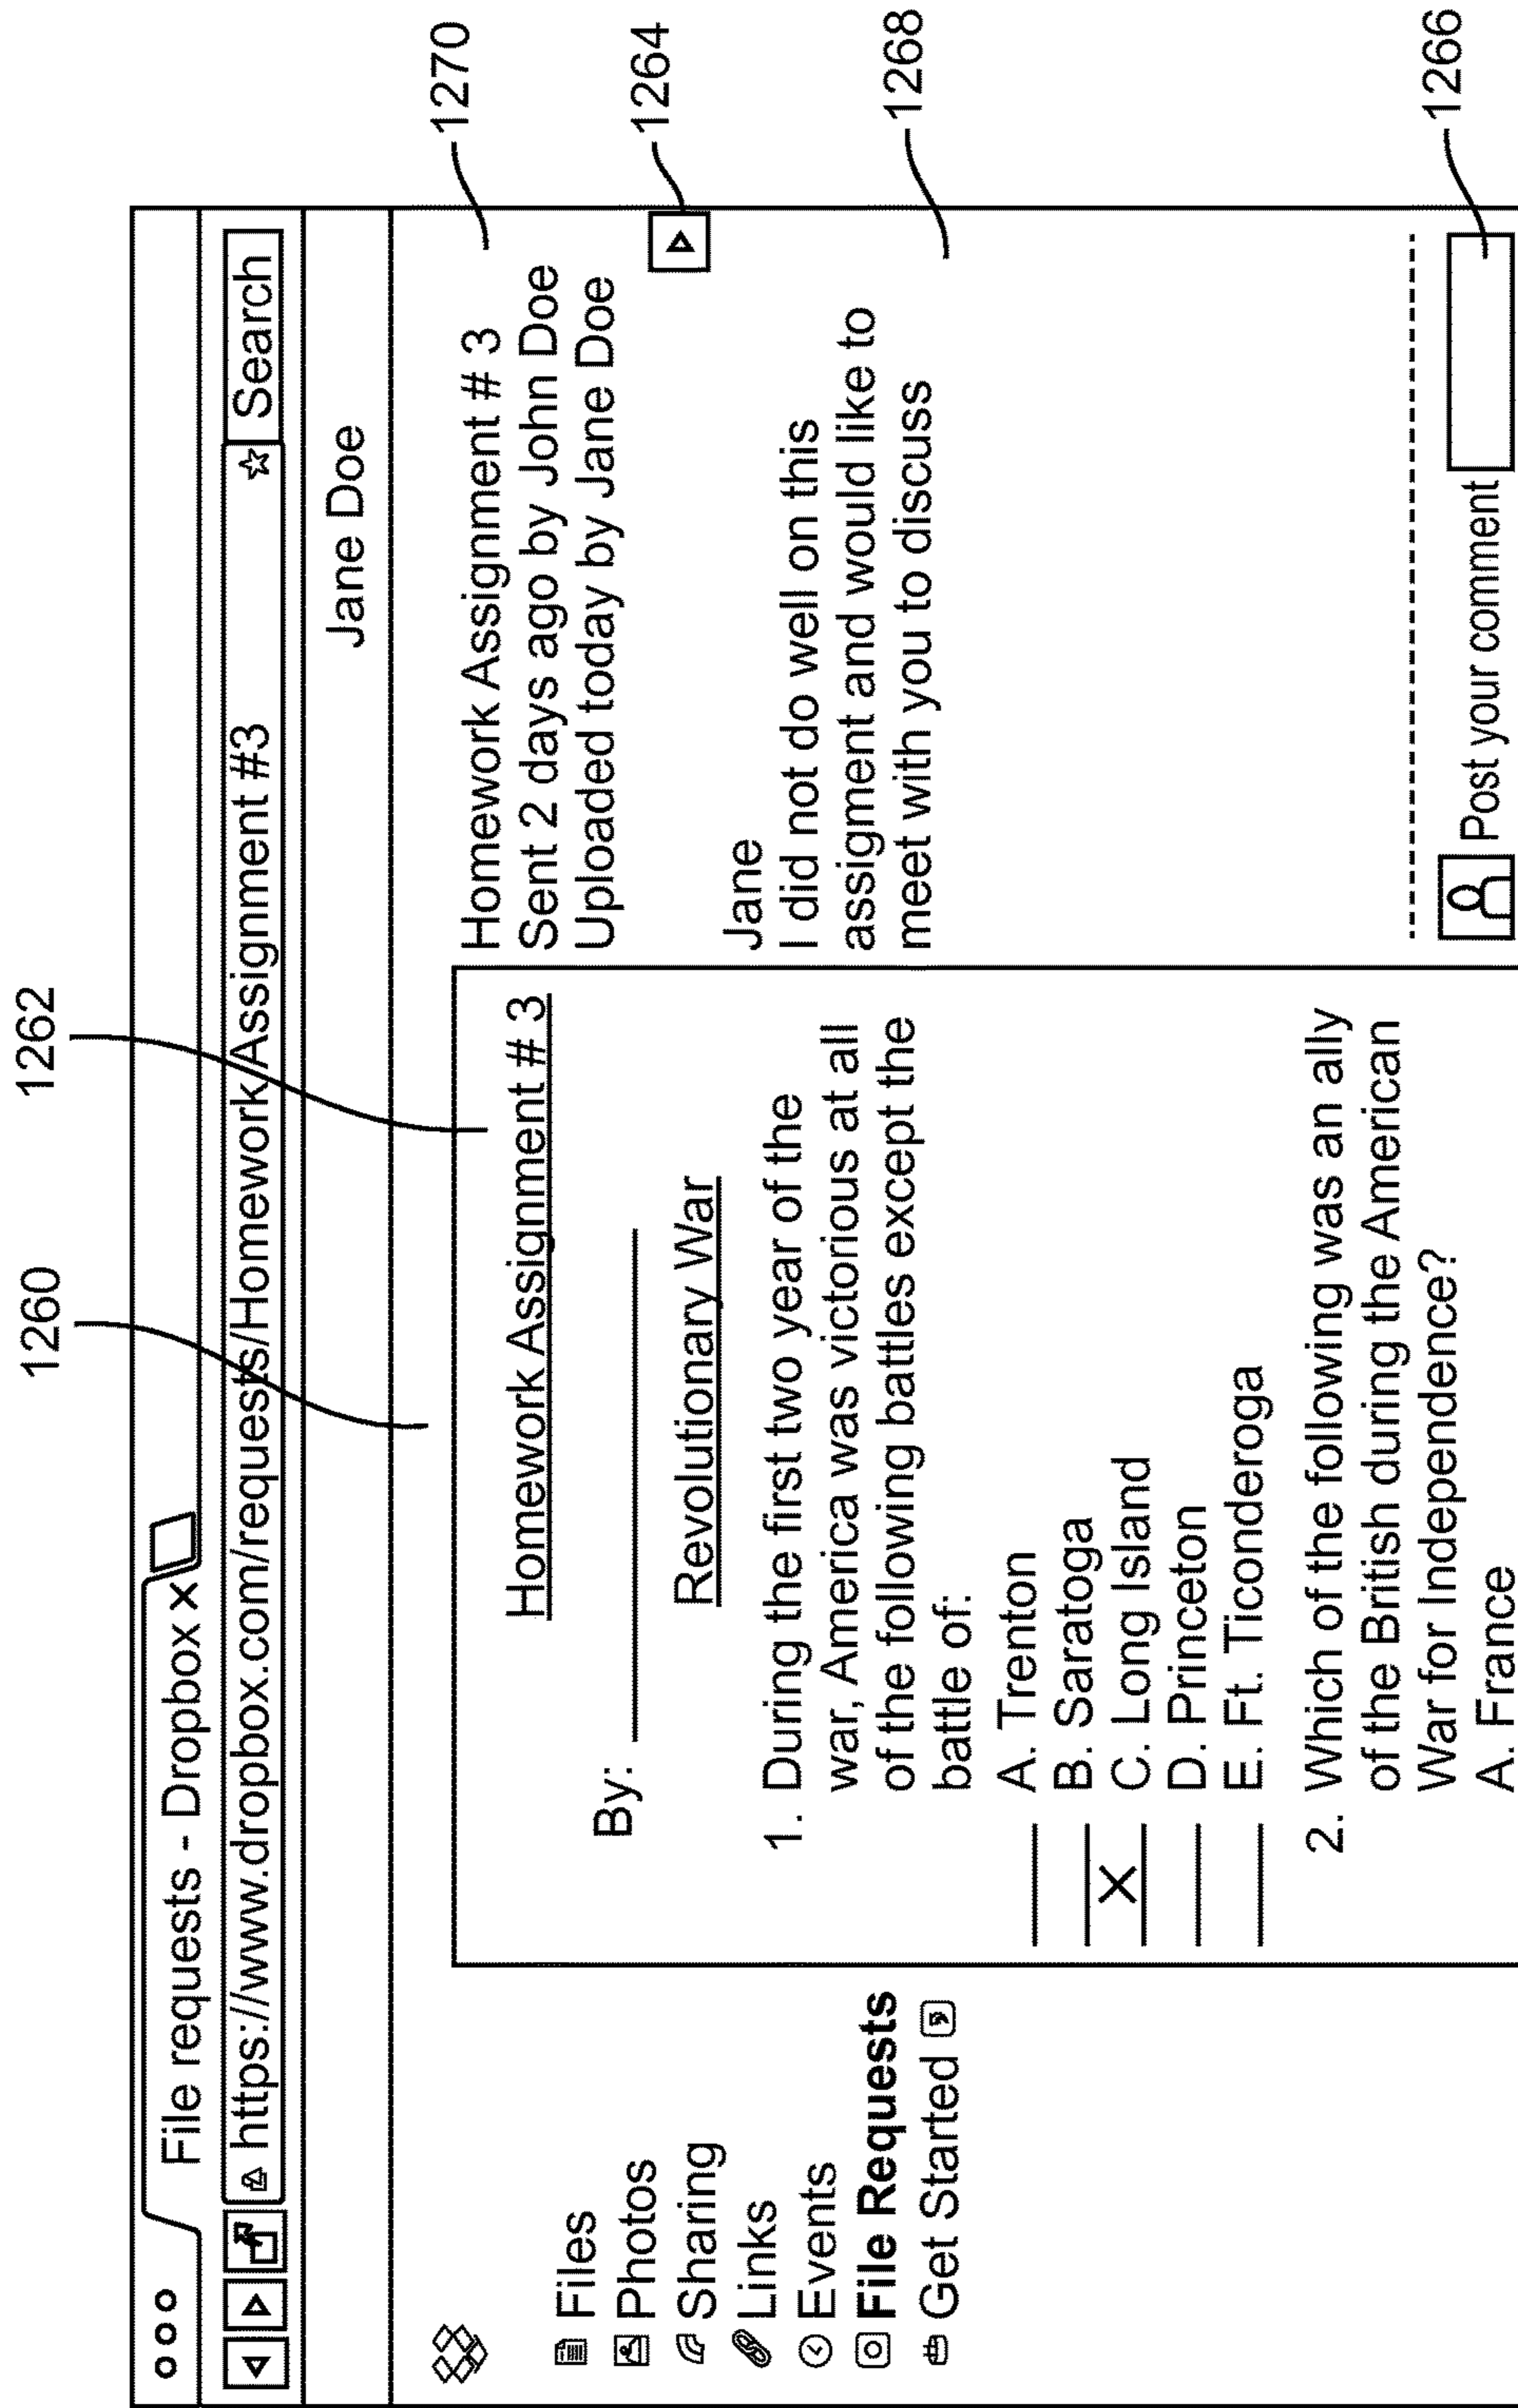 1260
1262
File requests - Dropbox X
https://www.dropbox.com/requests/HomeworkAssignment #3
Search
Jane Doe
Files
Photos
Sharing
Links
Events
File Requests
Get Started
Homework Assignment # 3
By:
Revolutionary War
1. During the first two year of the
war, America was victorious at all
of the following battles except the
battle of:
A. Trenton
B. Saratoga
X C. Long Island
D. Princeton
E. Ft. Ticonderoga
2. Which of the following was an ally
of the British during the American
War for Independence?
A. France
Homework Assignment # 3
Sent 2 days ago by John Doe
Uploaded today by Jane Doe
1270
1264
Jane
I did not do well on this
assigment and would like to
meet with you to discuss
1268
Post your comment
1266